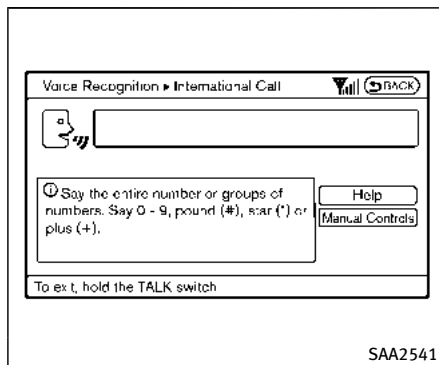 Voice Recognition ▸ International Call
BACK
Say the entire number or groups of
numbers. Say 0 - 9, pound (#), star (*) or
plus (+).
Help
Manual Controls
To exit, hold the TALK switch
SAA2541